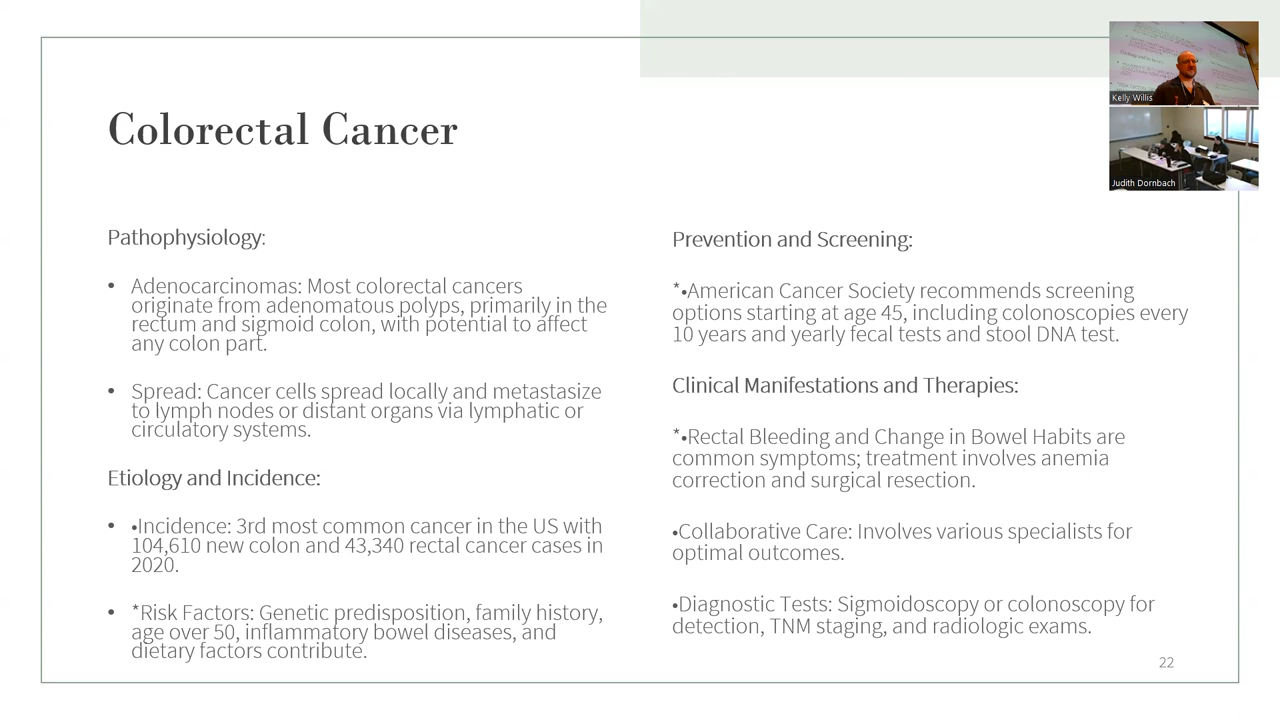 Colorectal Cancer
Pathophysiology:
• Adenocarcinomas: Most colorectal cancers
originate from adenomatous polyps, primarily in the
rectum and sigmoid colon, with potential to affect
any colon part.
• Spread: Cancer cells spread locally and metastasize
to lymph nodes or distant organs via lymphatic or
circulatory systems.
Etiology and Incidence:
• •Incidence: 3rd most common cancer in the US with
104,610 new colon and 43,340 rectal cancer cases in
2020.
• *Risk Factors: Genetic predisposition, family history,
age over 50, inflammatory bowel diseases, and
dietary factors contribute.
Prevention and Screening:
*•American Cancer Society recommends screening
options starting at age 45, including colonoscopies every
10 years and yearly fecal tests and stool DNA test.
Clinical Manifestations and Therapies:
*•Rectal Bleeding and Change in Bowel Habits are
common symptoms; treatment involves anemia
correction and surgical resection.
•Collaborative Care: Involves various specialists for
optimal outcomes.
•Diagnostic Tests: Sigmoidoscopy or colonoscopy for
detection, TNM staging, and radiologic exams.
22
Kelly Willis
Judith Dornbach